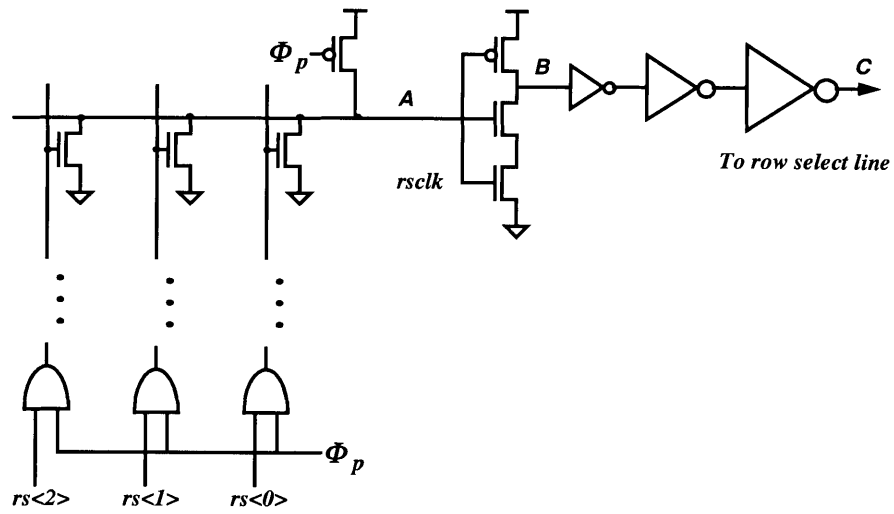 Φp
A
B
C
rsclk
To row select line
Φp
rs<2>
rs<1>
rs<0>